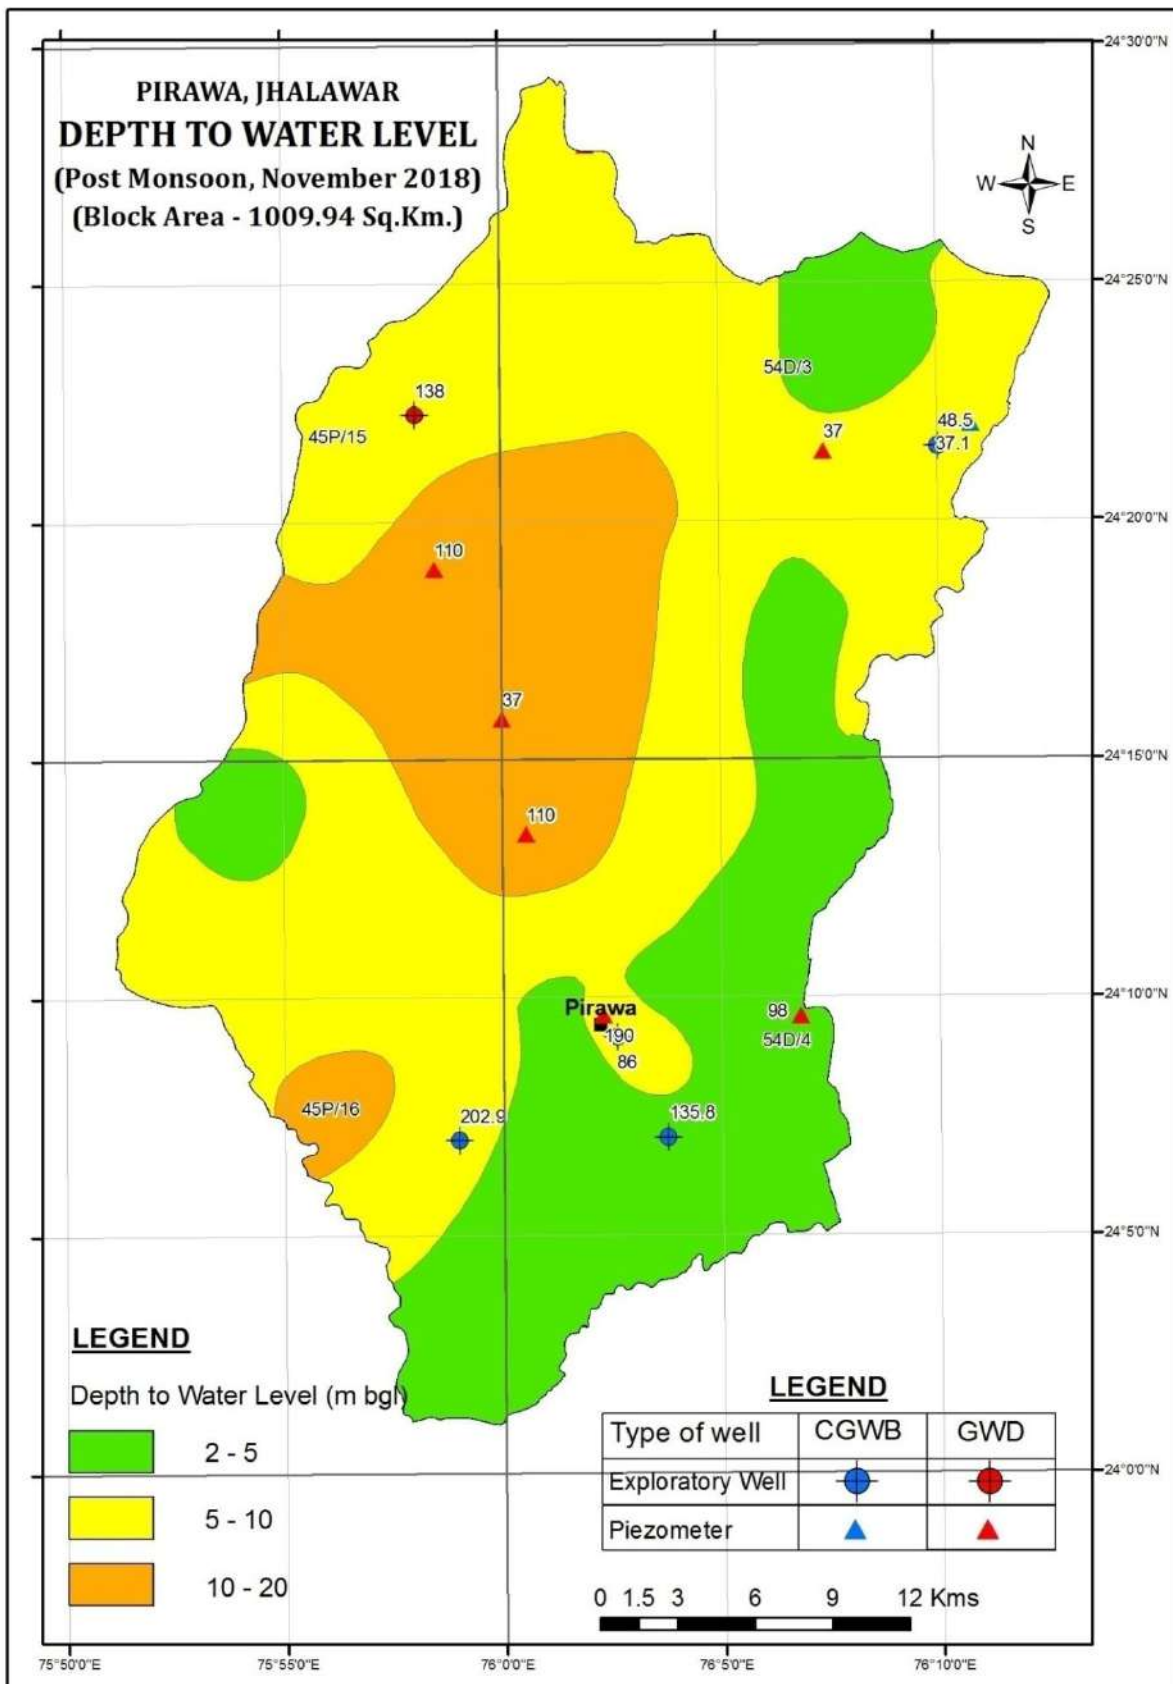 PIRAWA, JHALAWAR
DEPTH TO WATER LEVEL
(Post Monsoon, November 2018)
(Block Area - 1009.94 Sq.Km.)
N
W E
S
24°30'0"N
24°25'0"N
24°20'0"N
24°15'0"N
24°10'0"N
24°5'0"N
24°0'0"N
54D/3
138
45P/15
48.5
37
37.1
110
37
110
Pirawa
190
86
98
54D/4
45P/16
202.9
135.8
LEGEND
Depth to Water Level (m bgl)
2 - 5
5 - 10
10 - 20
LEGEND
Type of well CGWB GWD
Exploratory Well
Piezometer
0 1.5 3 6 9 12 Kms
75°50'0"E 75°55'0"E 76°0'0"E 76°5'0"E 76°10'0"E